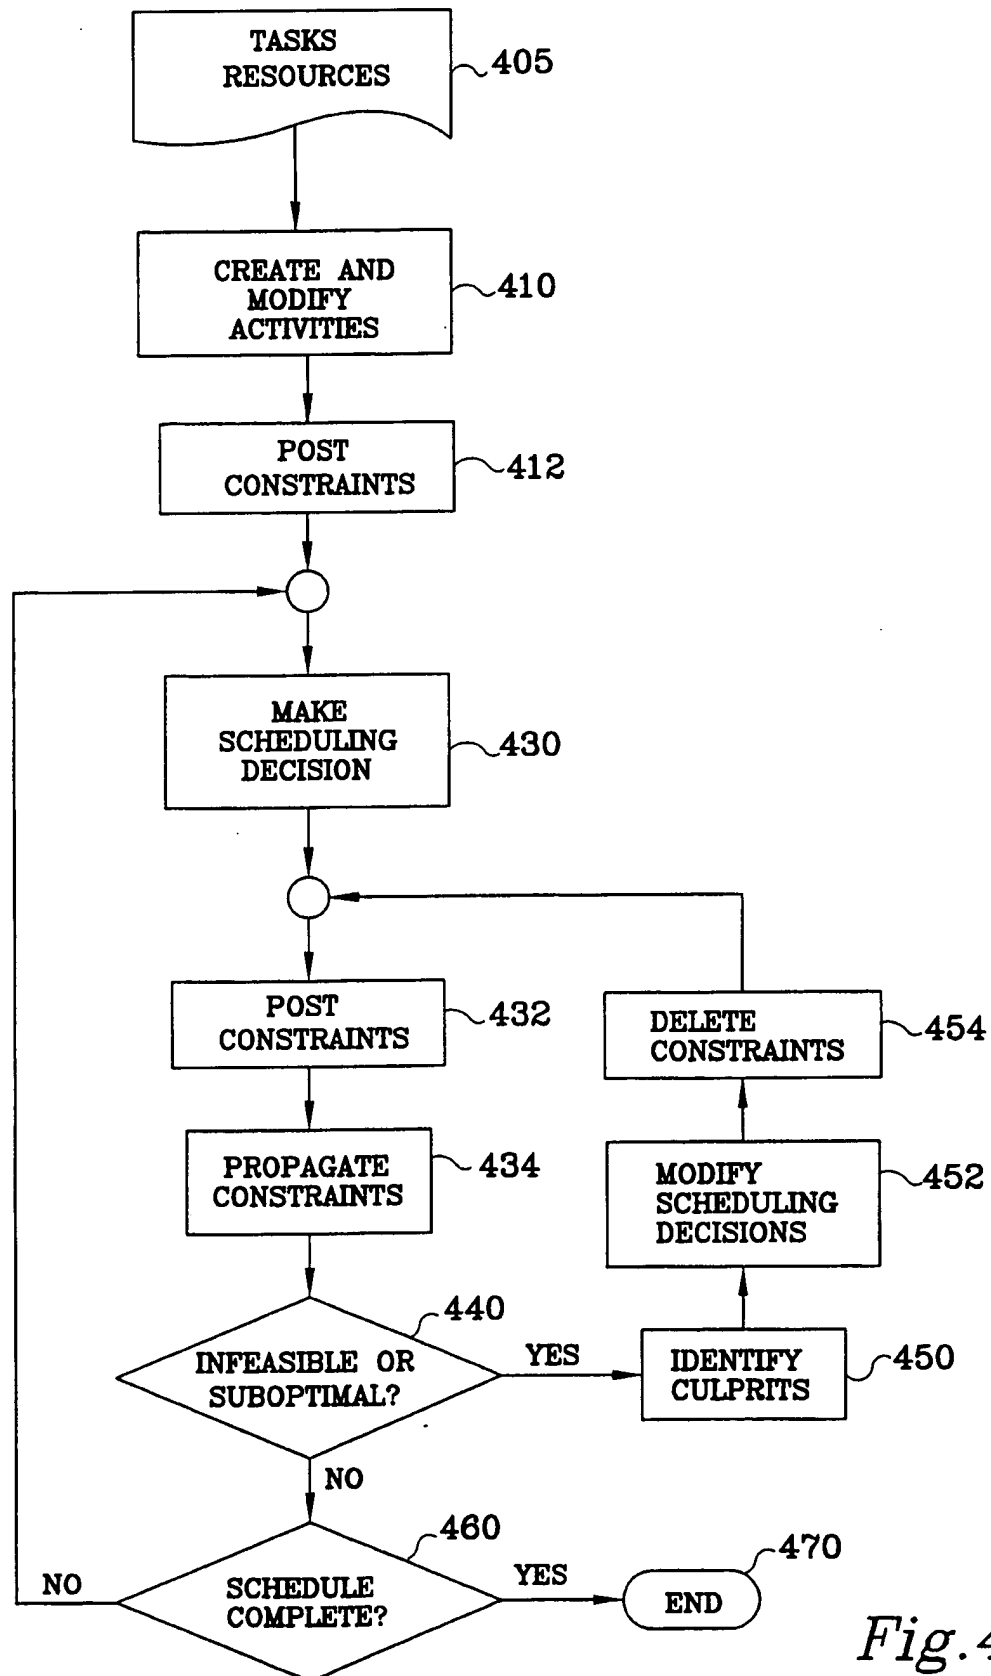 TASKS
RESOURCES
405
CREATE AND
MODIFY
ACTIVITIES
410
POST
CONSTRAINTS
412
MAKE
SCHEDULING
DECISION
430
POST
CONSTRAINTS
432
PROPAGATE
CONSTRAINTS
434
DELETE
CONSTRAINTS
454
MODIFY
SCHEDULING
DECISIONS
452
440
INFEASIBLE OR
SUBOPTIMAL?
YES
IDENTIFY
CULPRITS
450
NO
460
SCHEDULE
COMPLETE?
NO
YES
END
470
Fig.4